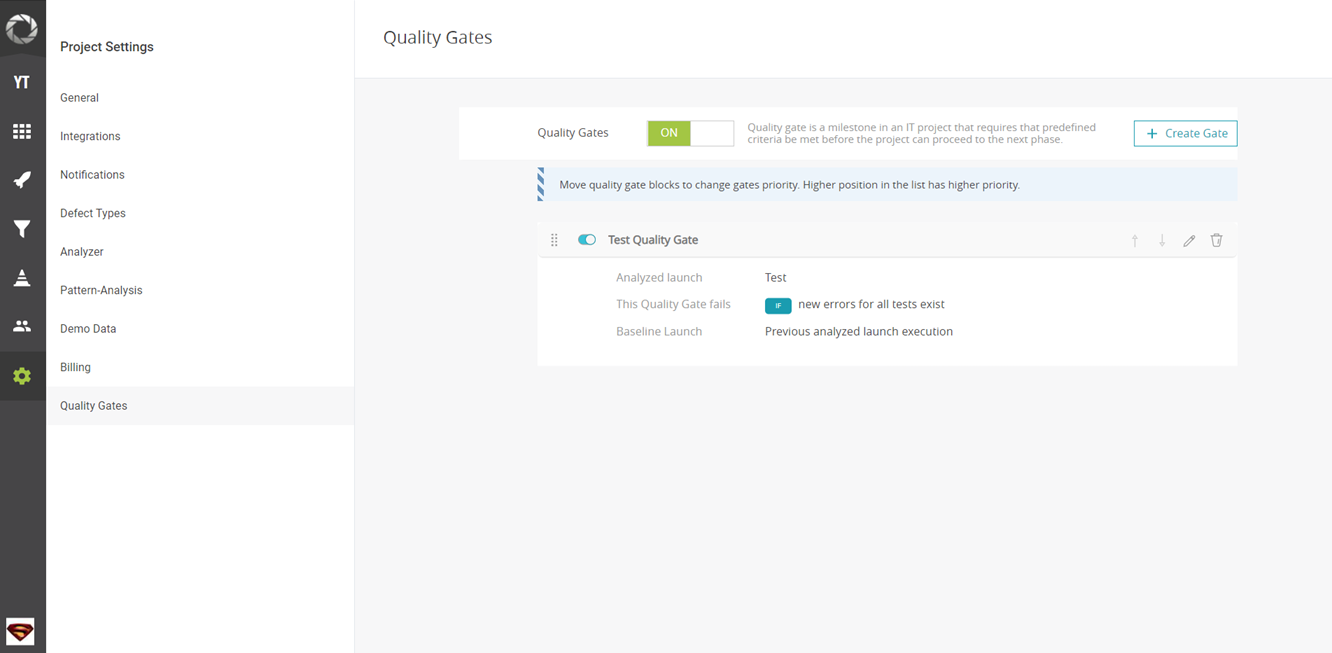 YT
Project Settings
General
Integrations
Notifications
Defect Types
Analyzer
Pattern-Analysis
Demo Data
Billing
Quality Gates
Quality Gates
Quality Gates
ON
Quality gate is a milestone in an IT project that requires that predefined
criteria be met before the project can proceed to the next phase.
+ Create Gate
Move quality gate blocks to change gates priority. Higher position in the list has higher priority.
Test Quality Gate
Analyzed launch Test
This Quality Gate fails IF new errors for all tests exist
Baseline Launch Previous analyzed launch execution